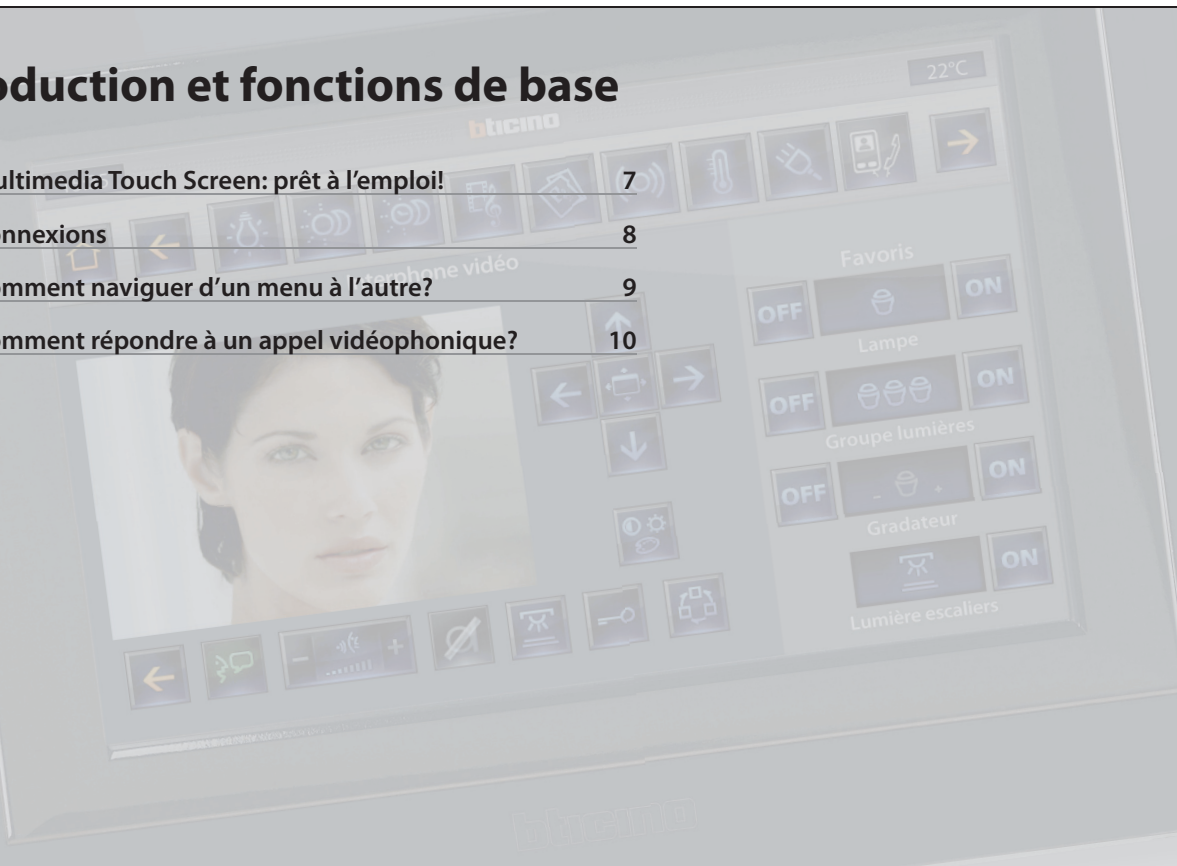 oduction et fonctions de base
22°C
bticino
ultimedia Touch Screen: prêt à l'emploi! 7
onnexions 8
omment naviguer d'un menu à l'autre? 9
omment répondre à un appel vidéophonique? 10
terphone vidéo
Favoris
OFF ON
Lampe
OFF ON
Groupe lumières
OFF - + ON
Gradateur
ON
Lumière escaliers
- +
bticino